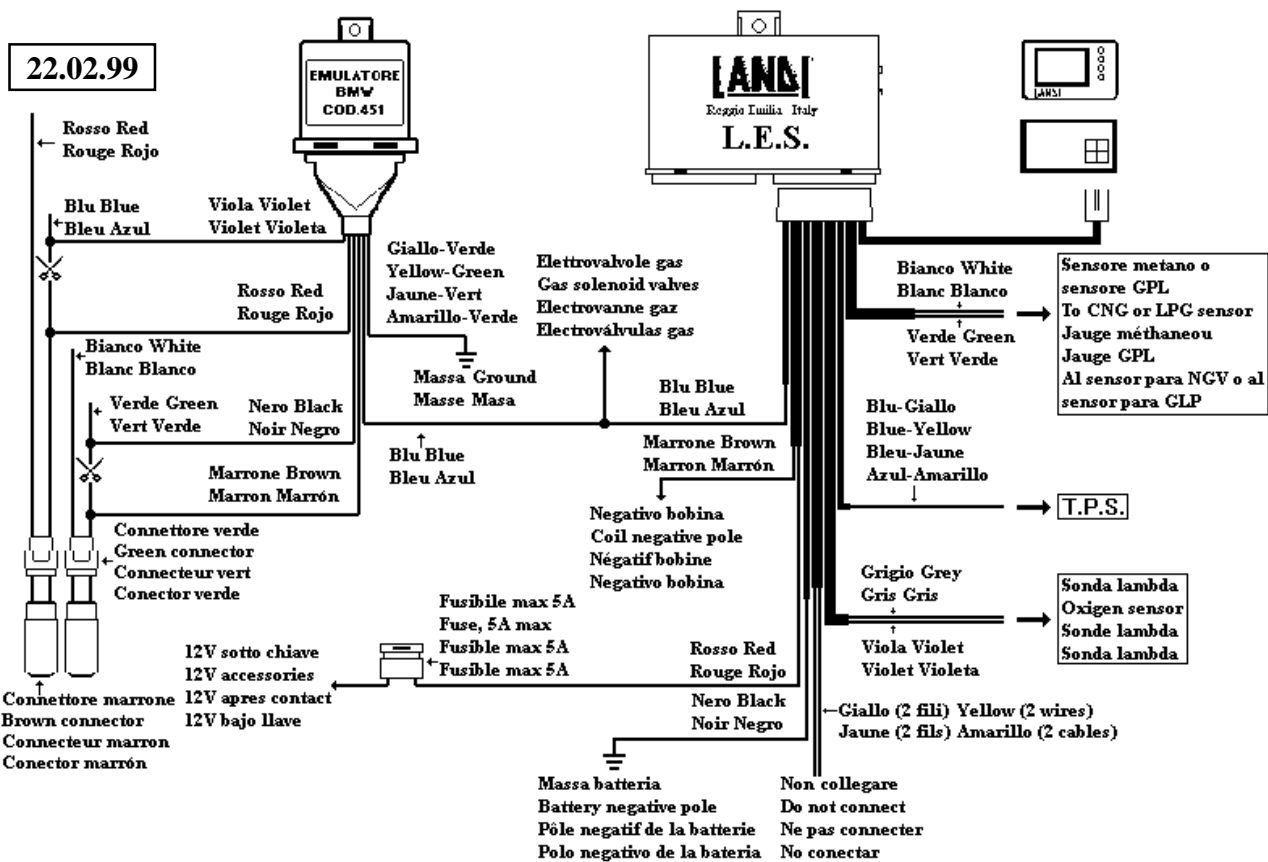 22.02.99
EMULATORE
BMW
COD.451
LANDI
Reggio Emilia - Italy
L.E.S.
LANDI
Rosso Red
Rouge Rojo
Blu Blue
Bleu Azul
Viola Violet
Violet Violeta
Giallo-Verde
Yellow-Green
Jaune-Vert
Amarillo-Verde
Elettrovalvole gas
Gas solenoid valves
Electrovanne gaz
Electroválvulas gas
Bianco White
Blanc Blanco
Verde Green
Vert Verde
Sensore metano o
sensore GPL
To CNG or LPG sensor
Jauge méthaneou
Jauge GPL
Al sensor para NGV o al
sensor para GLP
Rosso Red
Rouge Rojo
Bianco White
Blanc Blanco
Massa Ground
Masse Masa
Blu Blue
Bleu Azul
Verde Green
Vert Verde
Nero Black
Noir Negro
Blu Blue
Bleu Azul
Marrone Brown
Marron Marrón
Blu-Giallo
Blue-Yellow
Bleu-Jaune
Azul-Amarillo
T.P.S.
Marrone Brown
Marron Marrón
Negativo bobina
Coil negative pole
Négatif bobine
Negativo bobina
Connettore verde
Green connector
Connecteur vert
Conector verde
Grigio Grey
Gris Gris
Viola Violet
Violet Violeta
Sonda lambda
Oxigen sensor
Sonde lambda
Sonda lambda
Fusibile max 5A
Fuse, 5A max
Fusible max 5A
Fusible max 5A
12V sotto chiave
12V accessories
12V apres contact
12V bajo llave
Rosso Red
Rouge Rojo
Nero Black
Noir Negro
Connettore marrone
Brown connector
Connecteur marron
Conector marrón
Giallo (2 fili) Yellow (2 wires)
Jaune (2 fils) Amarillo (2 cables)
Massa batteria
Battery negative pole
Pôle negatif de la batterie
Polo negativo de la bateria
Non collegare
Do not connect
Ne pas connecter
No conectar